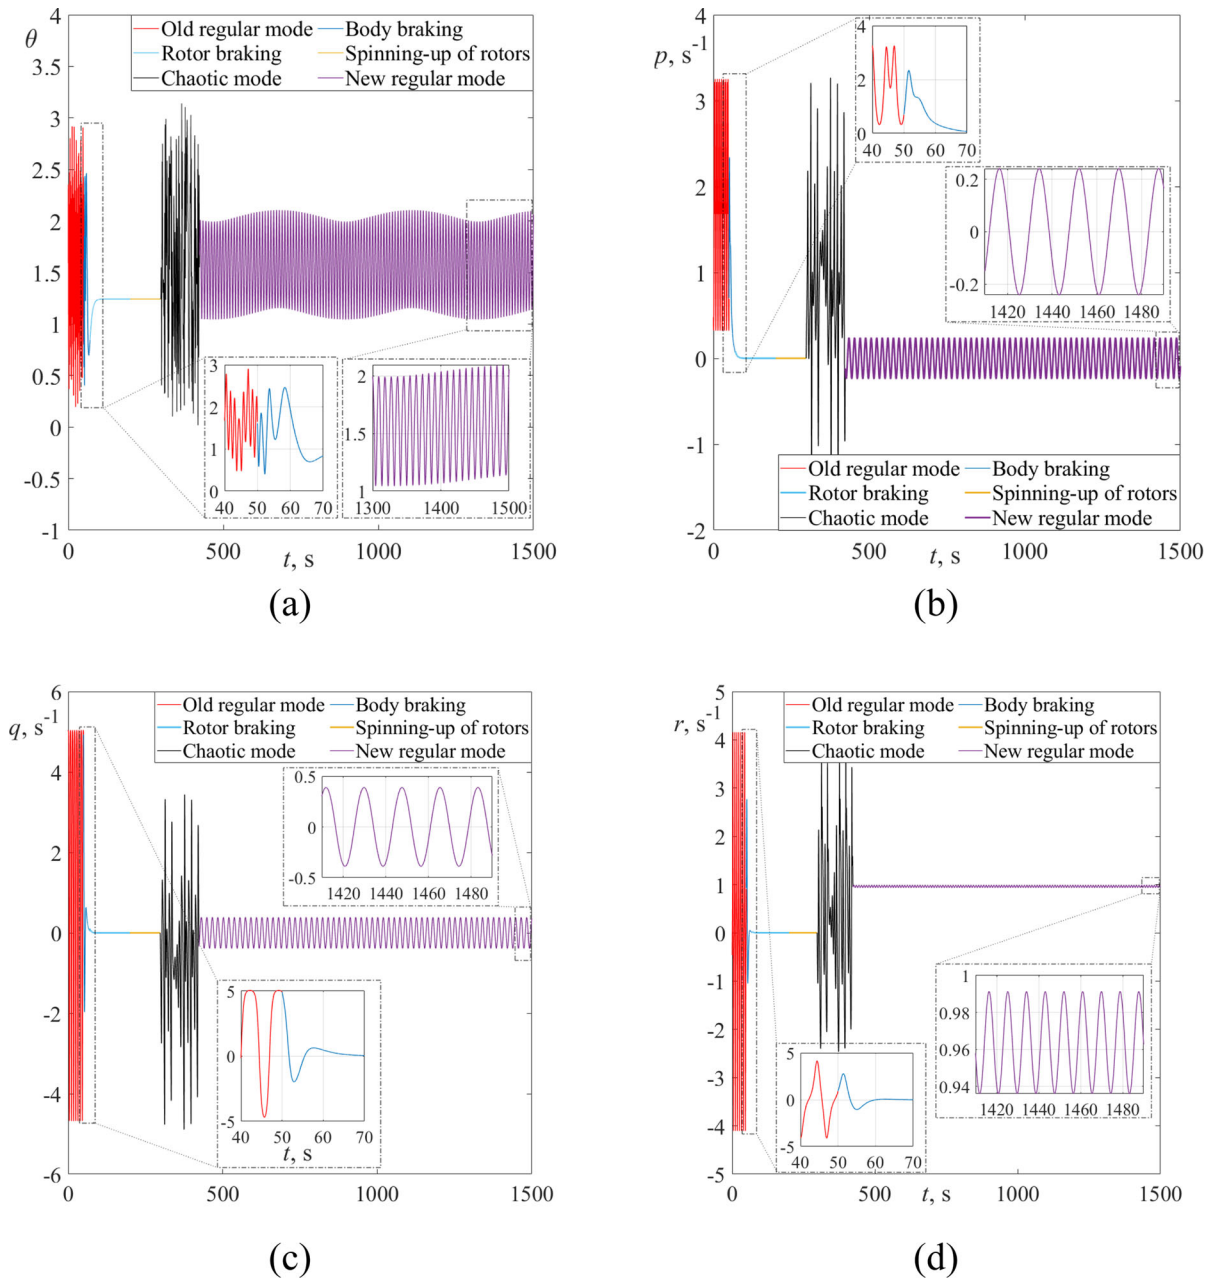 4
θ
3.5
3
2.5
2
1.5
1
0.5
0
-0.5
-1
Old regular mode Body braking
Rotor braking Spinning-up of rotors
Chaotic mode New regular mode
3
2
1
0
40 50 60 70
2
1.5
1
1300 1400 1500
0 500 1000 1500
t, s
(a)
4
p, s-1
3
2
1
0
-1
-2
4
2
0
40 50 60 70
0.2
0
-0.2
1420 1440 1460 1480
Old regular mode Body braking
Rotor braking Spinning-up of rotors
Chaotic mode New regular mode
0 500 1000 1500
t, s
(b)
6
q, s-1
4
2
0
-2
-4
-6
Old regular mode Body braking
Rotor braking Spinning-up of rotors
Chaotic mode New regular mode
0.5
0
-0.5
1420 1440 1460 1480
5
0
-5
40 50 60 70
t, s
0 500 1000 1500
(c)
5
r, s-1
4
3
2
1
0
-1
-2
-3
-4
-5
Old regular mode Body braking
Rotor braking Spinning-up of rotors
Chaotic mode New regular mode
1
0.98
0.96
0.94
1420 1440 1460 1480
5
0
-5
40 50 60 70
0 500 1000 1500
t, s
(d)